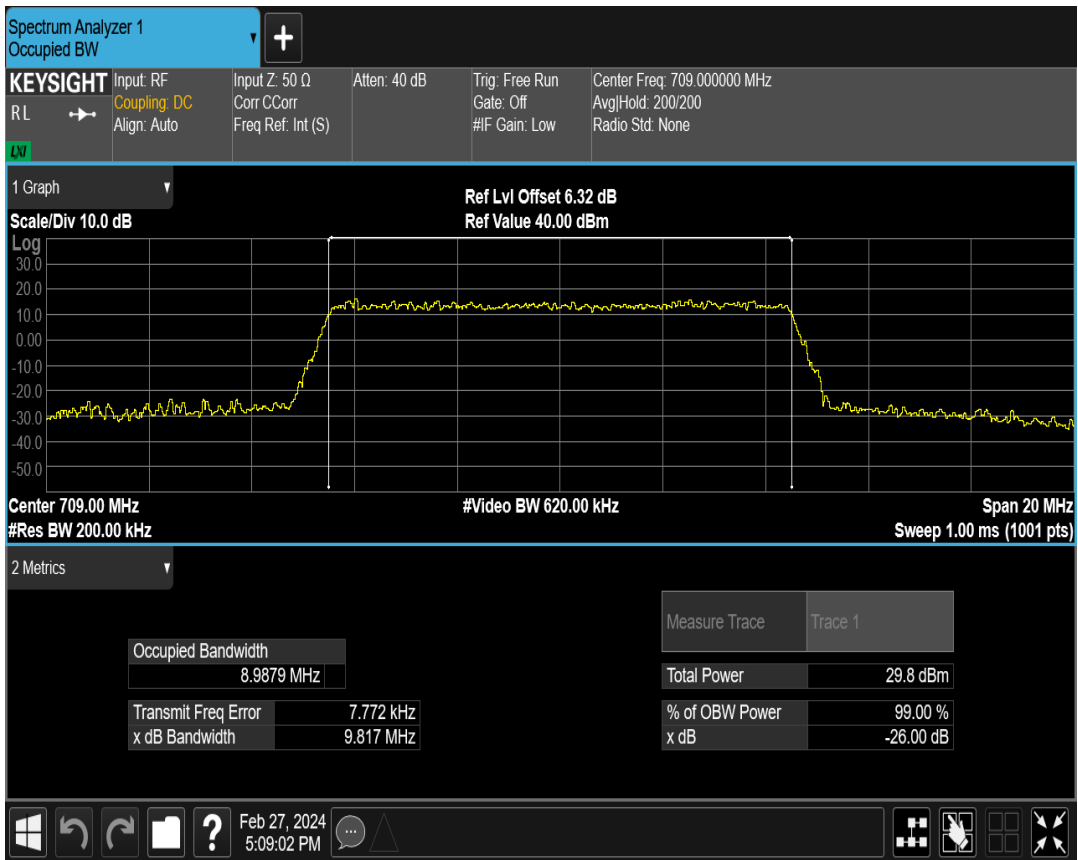 Spectrum Analyzer 1
Occupied BW
KEYSIGHT
RL
LXI
Input: RF
Coupling: DC
Align: Auto
Input Z: 50 Ω
Corr CCorr
Freq Ref: Int (S)
Atten: 40 dB
Trig: Free Run
Gate: Off
#IF Gain: Low
Center Freq: 709.000000 MHz
Avg|Hold: 200/200
Radio Std: None
1 Graph
Ref Lvl Offset 6.32 dB
Scale/Div 10.0 dB
Ref Value 40.00 dBm
Log
30.0
20.0
10.0
0.00
-10.0
-20.0
-30.0
-40.0
-50.0
Center 709.00 MHz
#Video BW 620.00 kHz
Span 20 MHz
#Res BW 200.00 kHz
Sweep 1.00 ms (1001 pts)
2 Metrics
Measure Trace Trace 1
Occupied Bandwidth
8.9879 MHz
Total Power 29.8 dBm
Transmit Freq Error 7.772 kHz
% of OBW Power 99.00 %
x dB Bandwidth 9.817 MHz
x dB -26.00 dB
?
Feb 27, 2024
5:09:02 PM